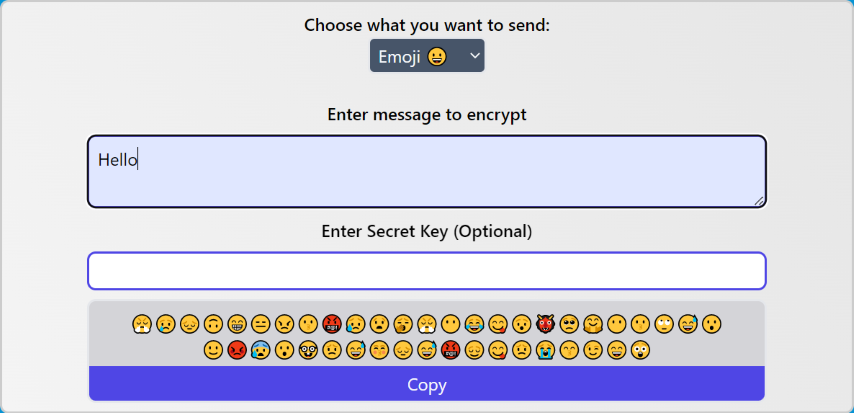 Choose what you want to send:
Emoji 😀
Enter message to encrypt
Hello
Enter Secret Key (Optional)
Copy